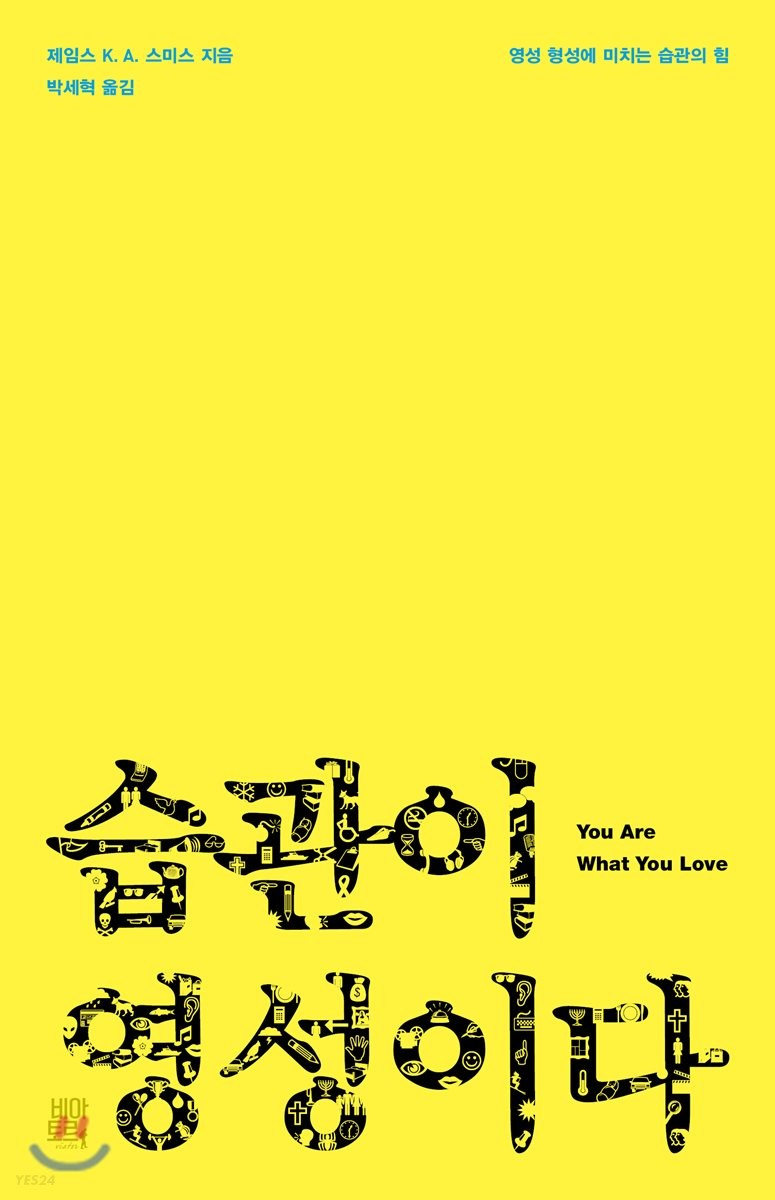 제임스 K. A. 스미스 지음
박세혁 옮김
영성 형성에 미치는 습관의 힘
습관이
You Are
What You Love
영성이다
비아
토르
viator
YES24